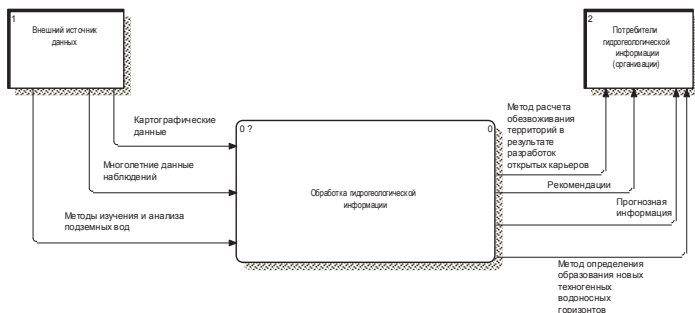 1
Внешний источник
данных
2
Потребители
гидрогеологической
информации
(организации)
Картографические
данные
Многолетние данные
наблюдений
Методы изучения и анализа
подземных вод
0 ?
0
Обработка гидрогеологической
информации
Метод расчета
обезвоживания
территорий в
результате
разработок
открытых карьеров
Рекомендации
Прогнозная
информация
Метод определения
образования новых
техногенных
водоносных
горизонтов